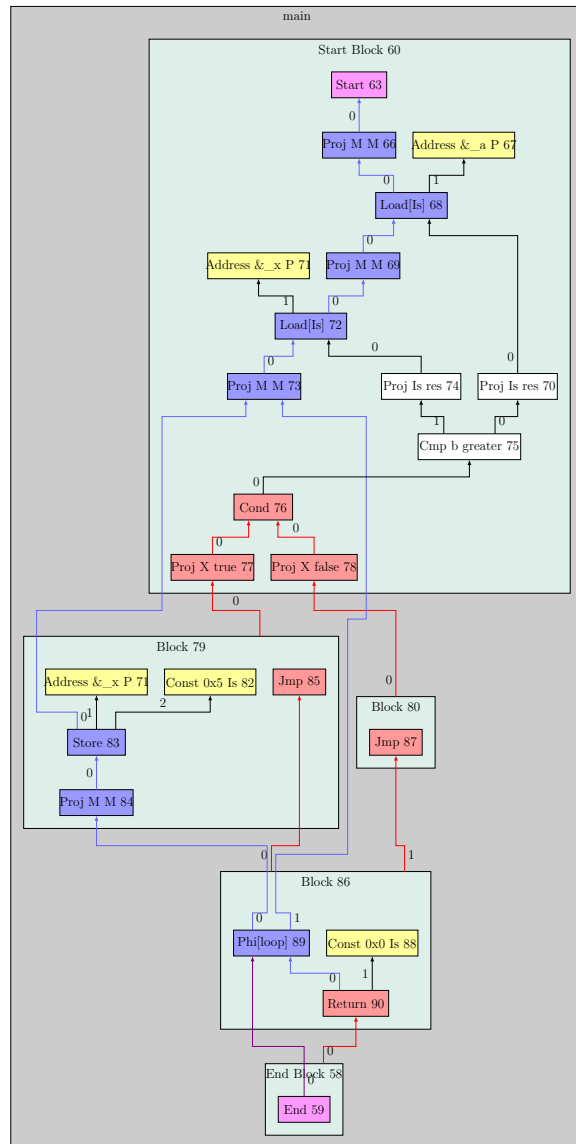 main
Start Block 60
Start 63
0
Proj M M 66
Address &_a P 67
0
1
Load[Is] 68
0
Address &_x P 71
Proj M M 69
1
0
Load[Is] 72
0
0
0
Proj M M 73
Proj Is res 74
Proj Is res 70
1
0
Cmp b greater 75
0
Cond 76
0
0
Proj X true 77
Proj X false 78
0
Block 79
Address &_x P 71
Const 0x5 Is 82
Jmp 85
0
1
2
Store 83
0
Proj M M 84
0
Block 80
Jmp 87
0
1
Block 86
0
1
Phi[loop] 89
Const 0x0 Is 88
0
1
Return 90
0
End Block 58
0
End 59